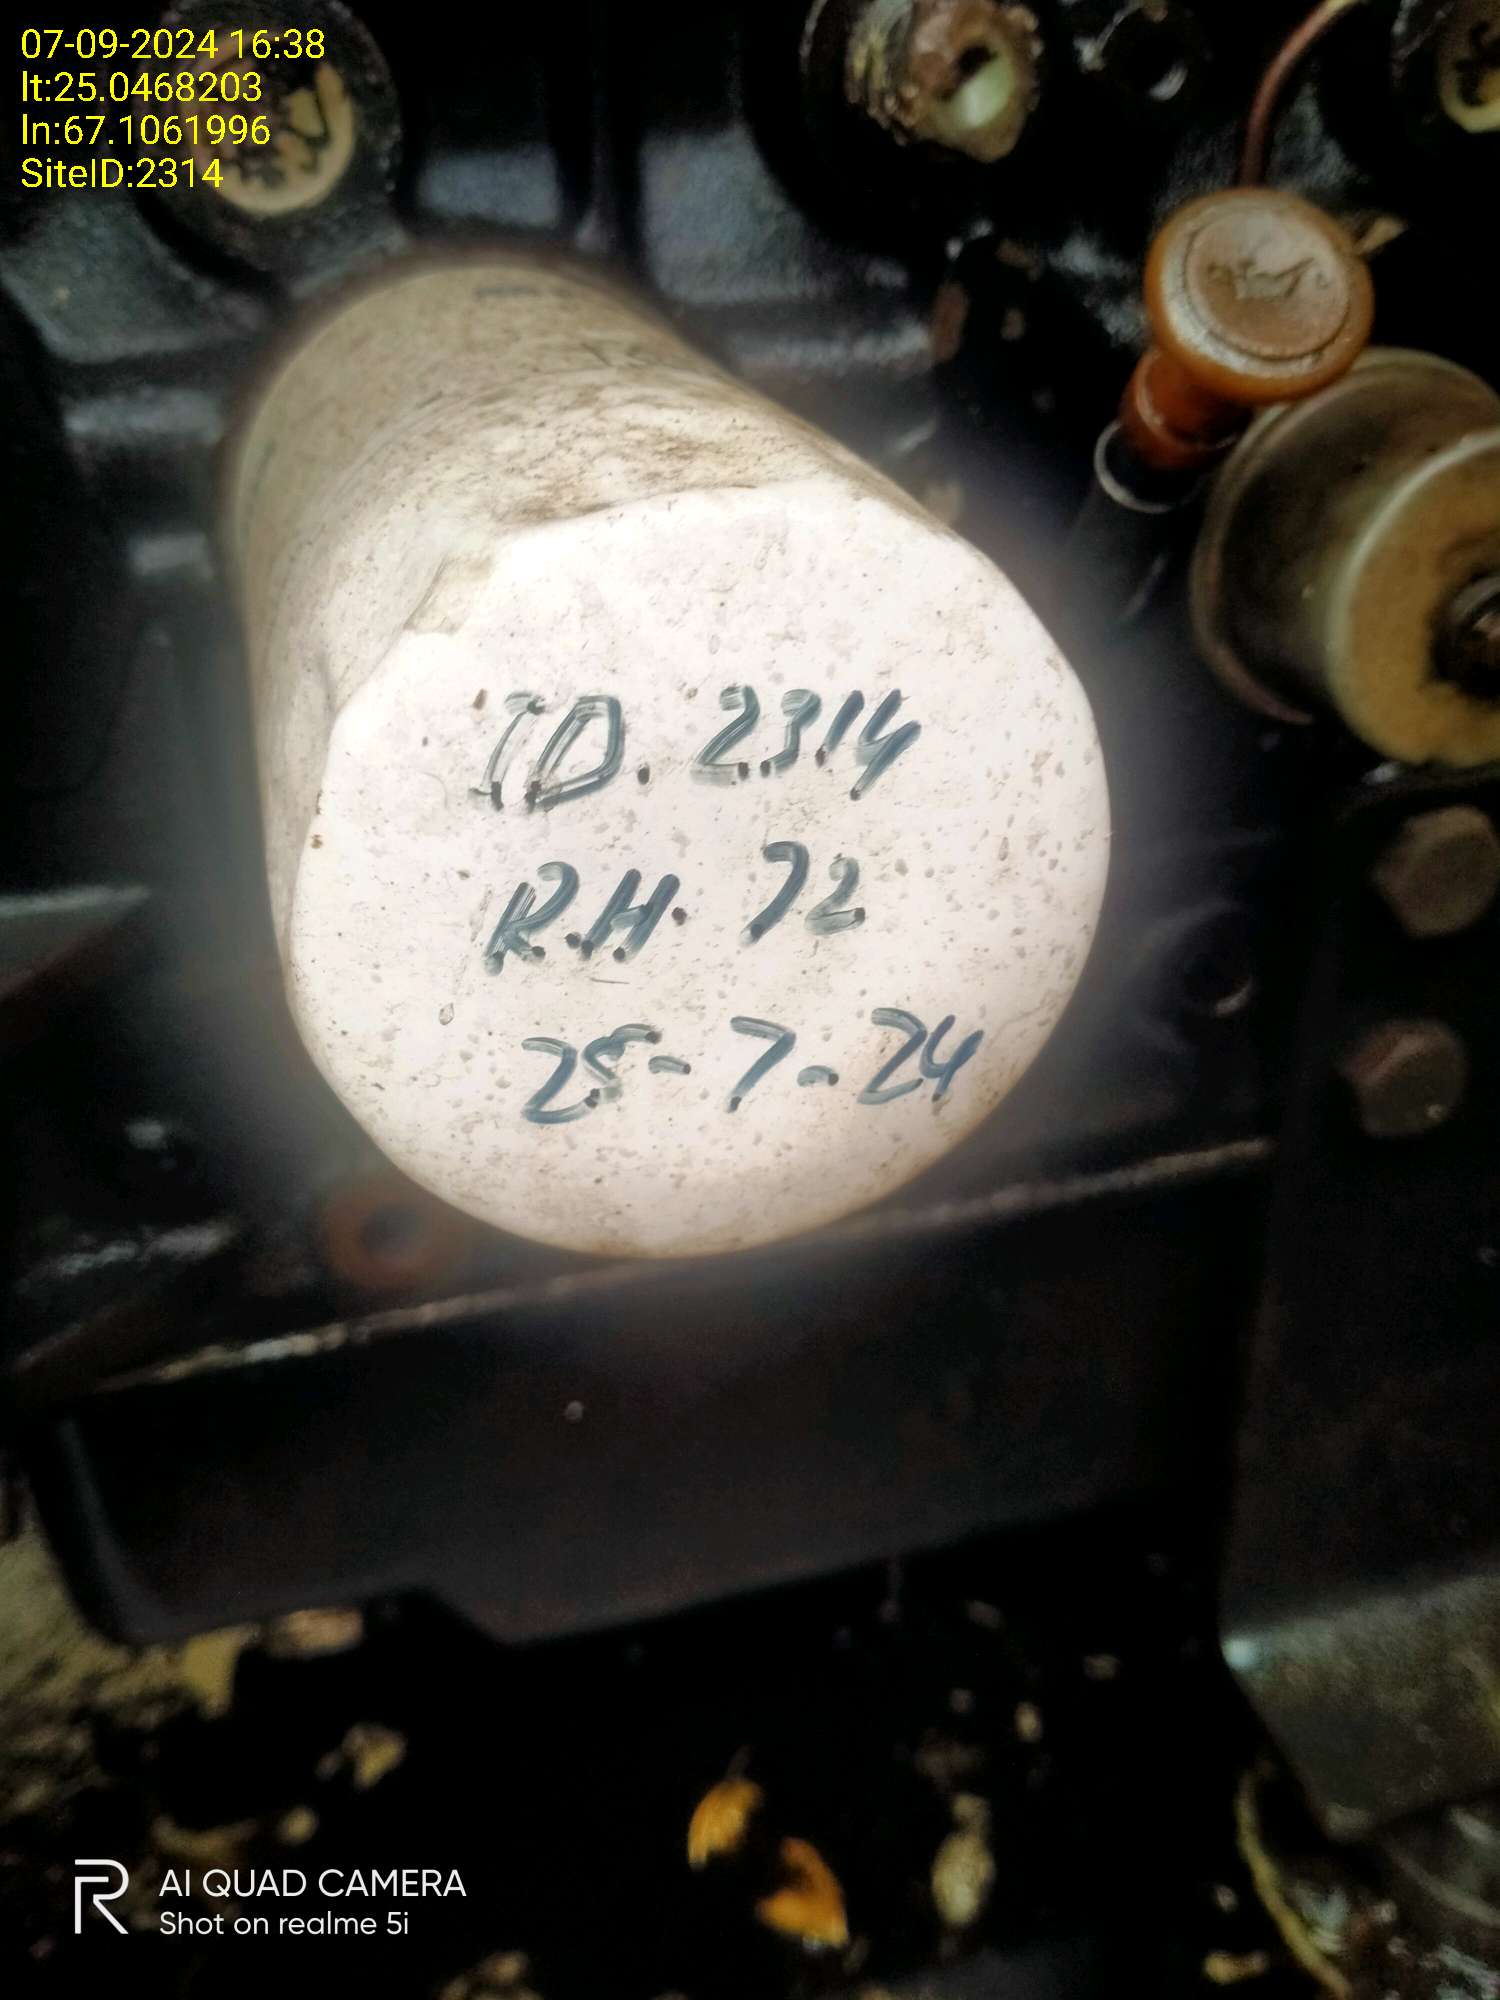 07-09-2024 16:38
lt:25.0468203
ln:67.1061996
SiteID:2314
ID. 2314
R.H. 72
25-7-24
AI QUAD CAMERA
Shot on realme 5i